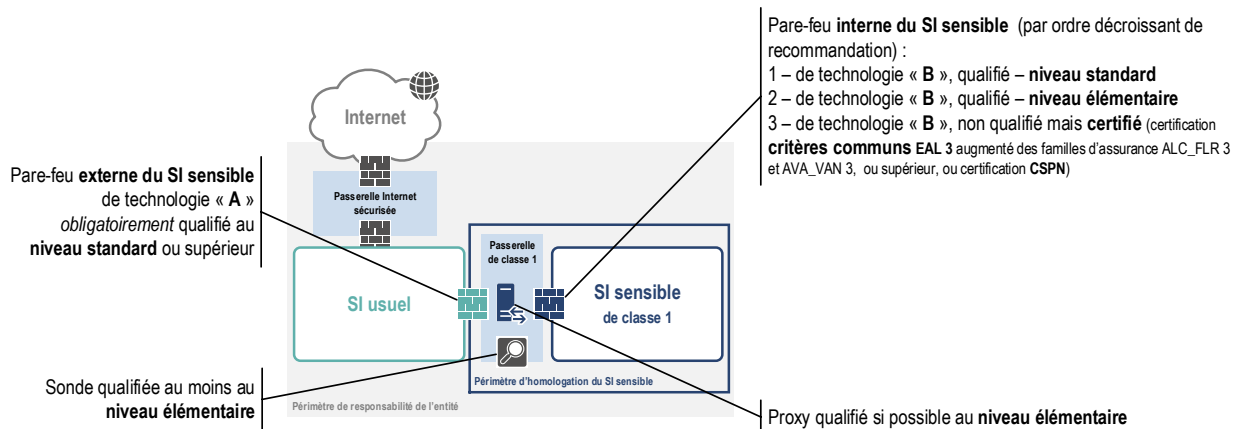 Pare-feu interne du SI sensible (par ordre décroissant de
recommandation) :
1 – de technologie « B », qualifié – niveau standard
2 – de technologie « B », qualifié – niveau élémentaire
3 – de technologie « B », non qualifié mais certifié (certification
critères communs EAL 3 augmenté des familles d'assurance ALC_FLR 3
et AVA_VAN 3, ou supérieur, ou certification CSPN)
Internet
Pare-feu externe du SI sensible
de technologie « A »
obligatoirement qualifié au
niveau standard ou supérieur
Passerelle Internet
sécurisée
Passerelle
de classe 1
SI usuel
SI sensible
de classe 1
Périmètre d'homologation du SI sensible
Sonde qualifiée au moins au
niveau élémentaire
Périmètre de responsabilité de l'entité
Proxy qualifié si possible au niveau élémentaire